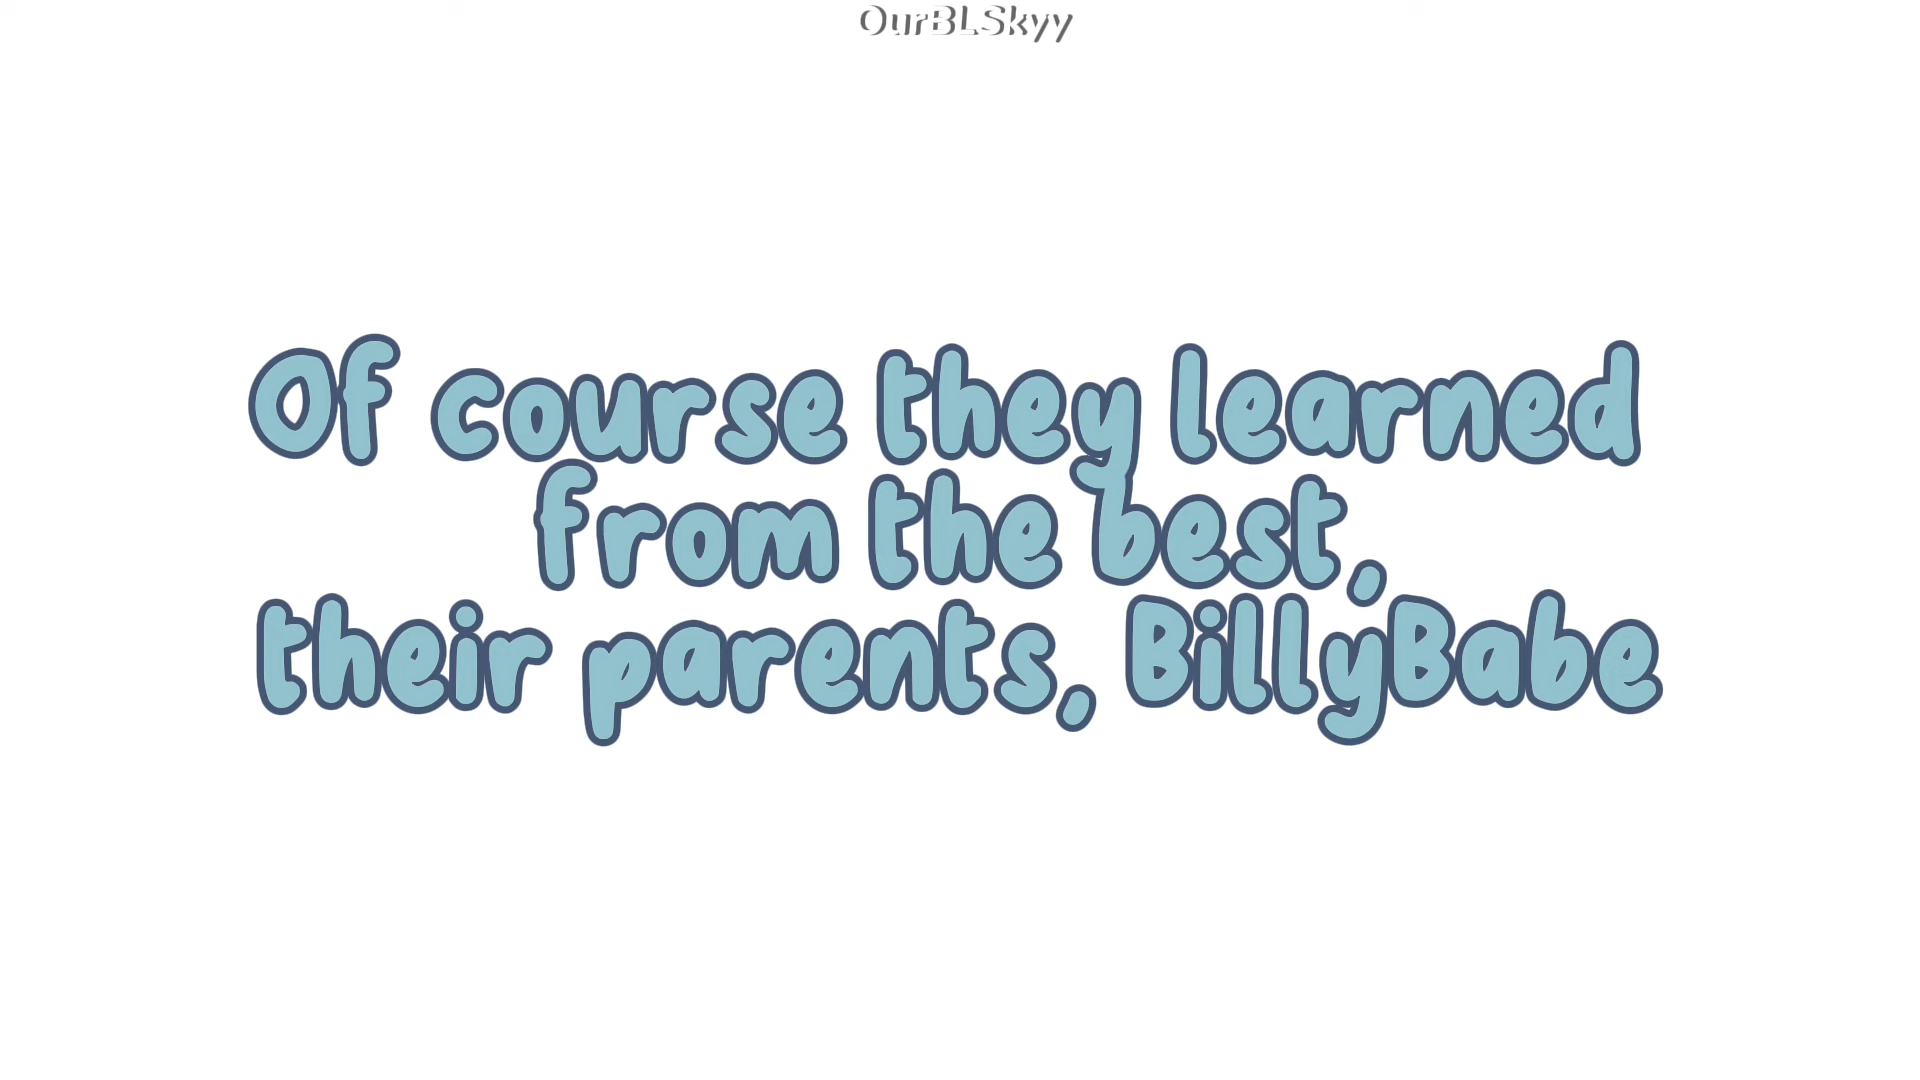 OurBLSkyy
Of course they learned
from the best,
their parents, BillyBabe